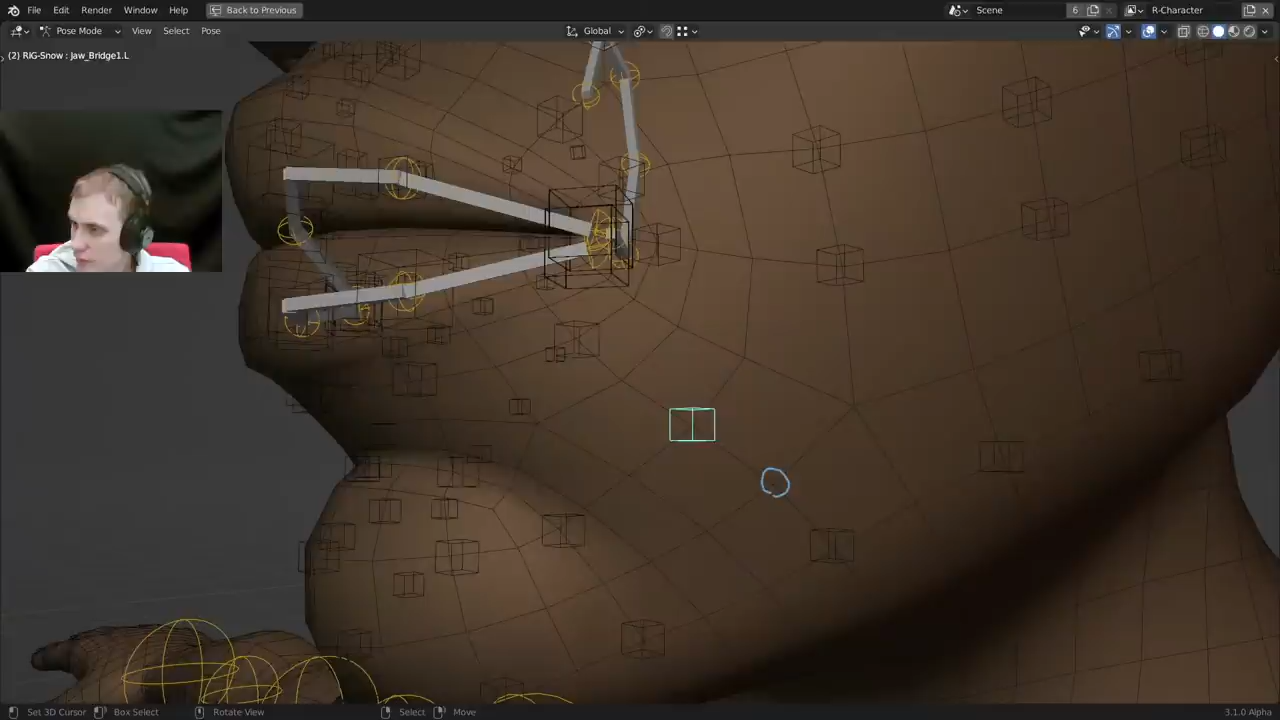 File Edit Render Window Help Back to Previous Scene 6 R-Character
Pose Mode View Select Pose Global
(2) RIG-Snow : Jaw_Bridge1.L
Set 3D Cursor Box Select Rotate View Select Move 3.1.0 Alpha